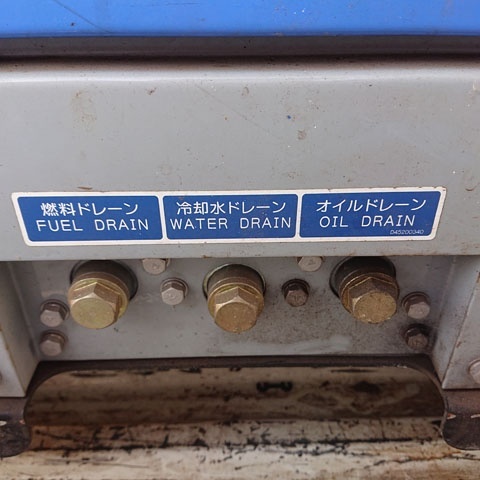 燃料ドレーン
FUEL DRAIN
冷却水ドレーン
WATER DRAIN
オイルドレーン
OIL DRAIN
D45200340